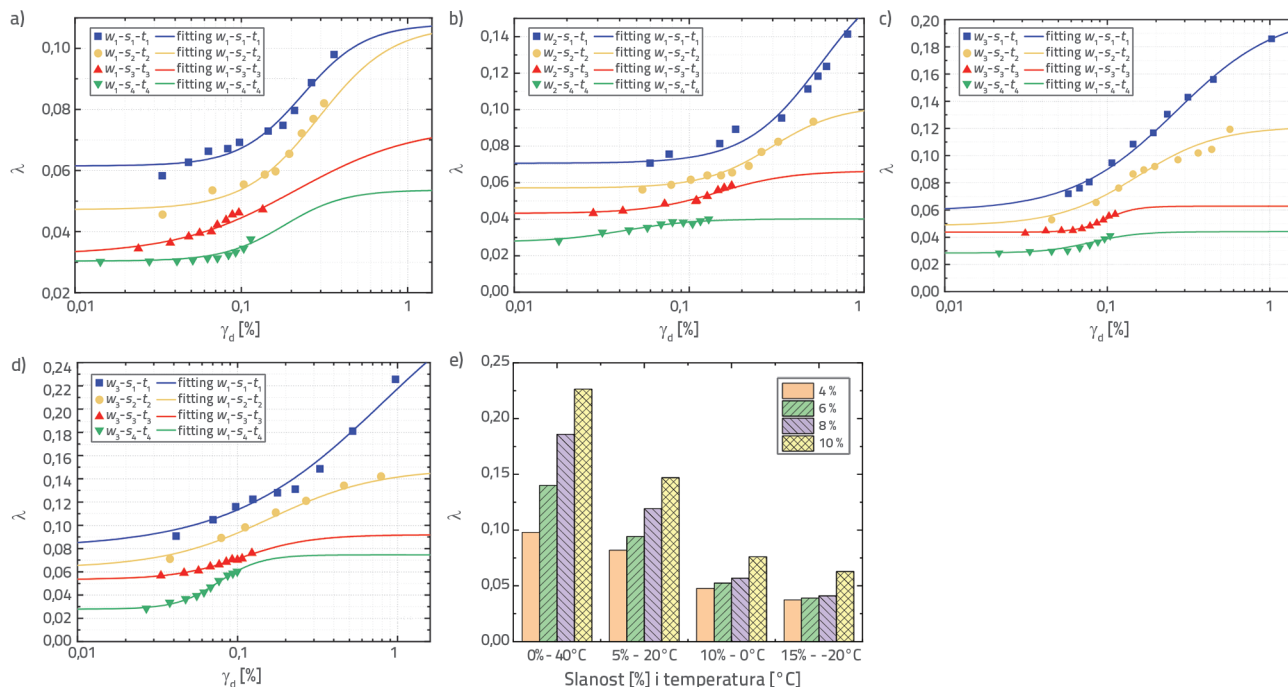 a)
λ
0,10
0,08
0,06
0,04
0,02
0,01
0,1
1
γd [%]
w1-s1-t1 fitting w1-s1-t1
w1-s2-t2 fitting w1-s2-t2
w1-s3-t3 fitting w1-s3-t3
w1-s4-t4 fitting w1-s4-t4
b)
λ
0,14
0,12
0,10
0,08
0,06
0,04
0,02
0,00
0,01
0,1
1
γd [%]
w2-s1-t1 fitting w1-s1-t1
w2-s2-t2 fitting w1-s2-t2
w2-s3-t3 fitting w1-s3-t3
w2-s4-t4 fitting w1-s4-t4
c)
λ
0,20
0,18
0,16
0,14
0,12
0,10
0,08
0,06
0,04
0,02
0,00
0,01
0,1
1
γd [%]
w3-s1-t1 fitting w1-s1-t1
w3-s2-t2 fitting w1-s2-t2
w3-s3-t3 fitting w1-s3-t3
w3-s4-t4 fitting w1-s4-t4
d)
λ
0,24
0,22
0,20
0,18
0,16
0,14
0,12
0,10
0,08
0,06
0,04
0,02
0,00
0,01
0,1
1
γd [%]
w3-s1-t1 fitting w1-s1-t1
w3-s2-t2 fitting w1-s2-t2
w3-s3-t3 fitting w1-s3-t3
w3-s4-t4 fitting w1-s4-t4
e)
λ
0,25
0,20
0,15
0,10
0,05
0,00
4 %
6 %
8 %
10 %
0% - 40°C
5% - 20°C
10% - 0°C
15% - -20°C
Slanost [%] i temperatura [°C]